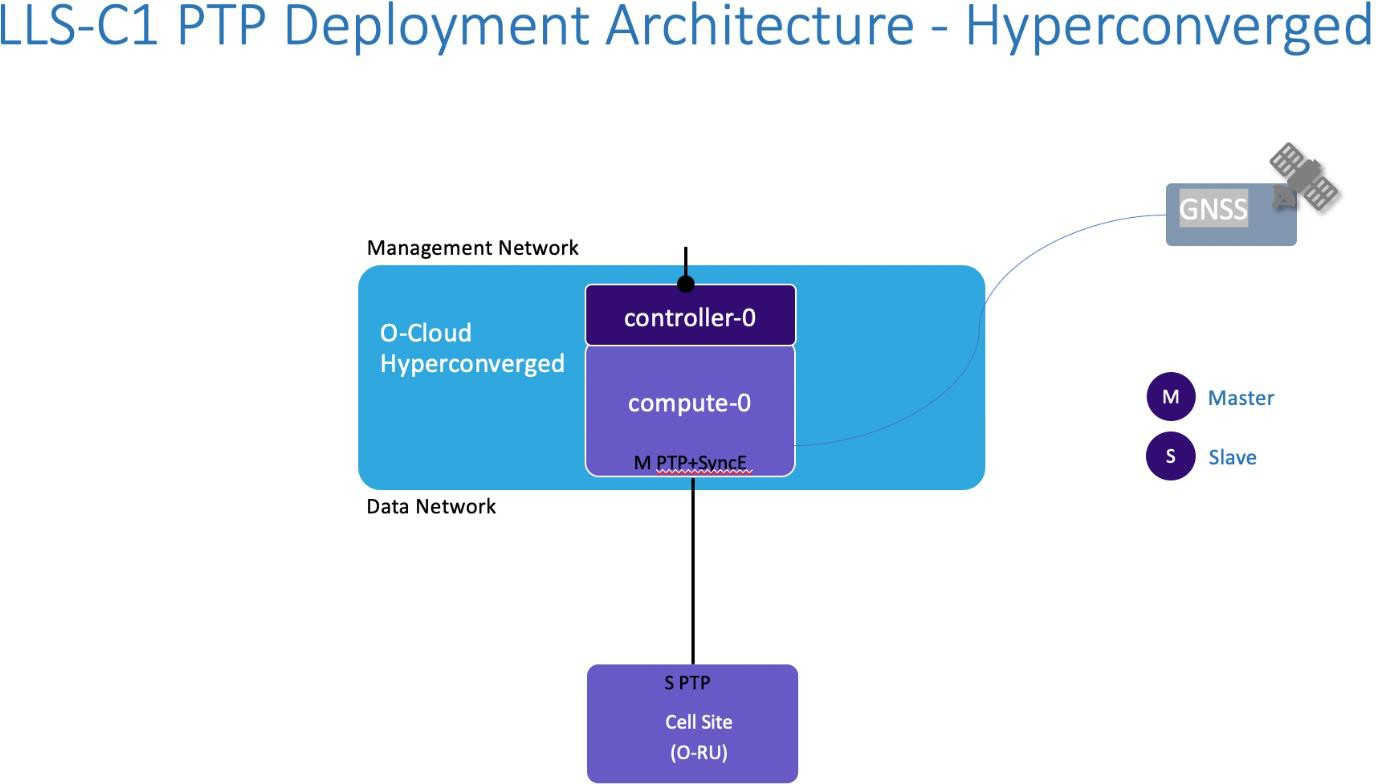 LLS-C1 PTP Deployment Architecture - Hyperconverged
GNSS
Management Network
controller-0
O-Cloud
Hyperconverged
compute-0
M PTP+SyncE
M Master
S Slave
Data Network
S PTP
Cell Site
(O-RU)